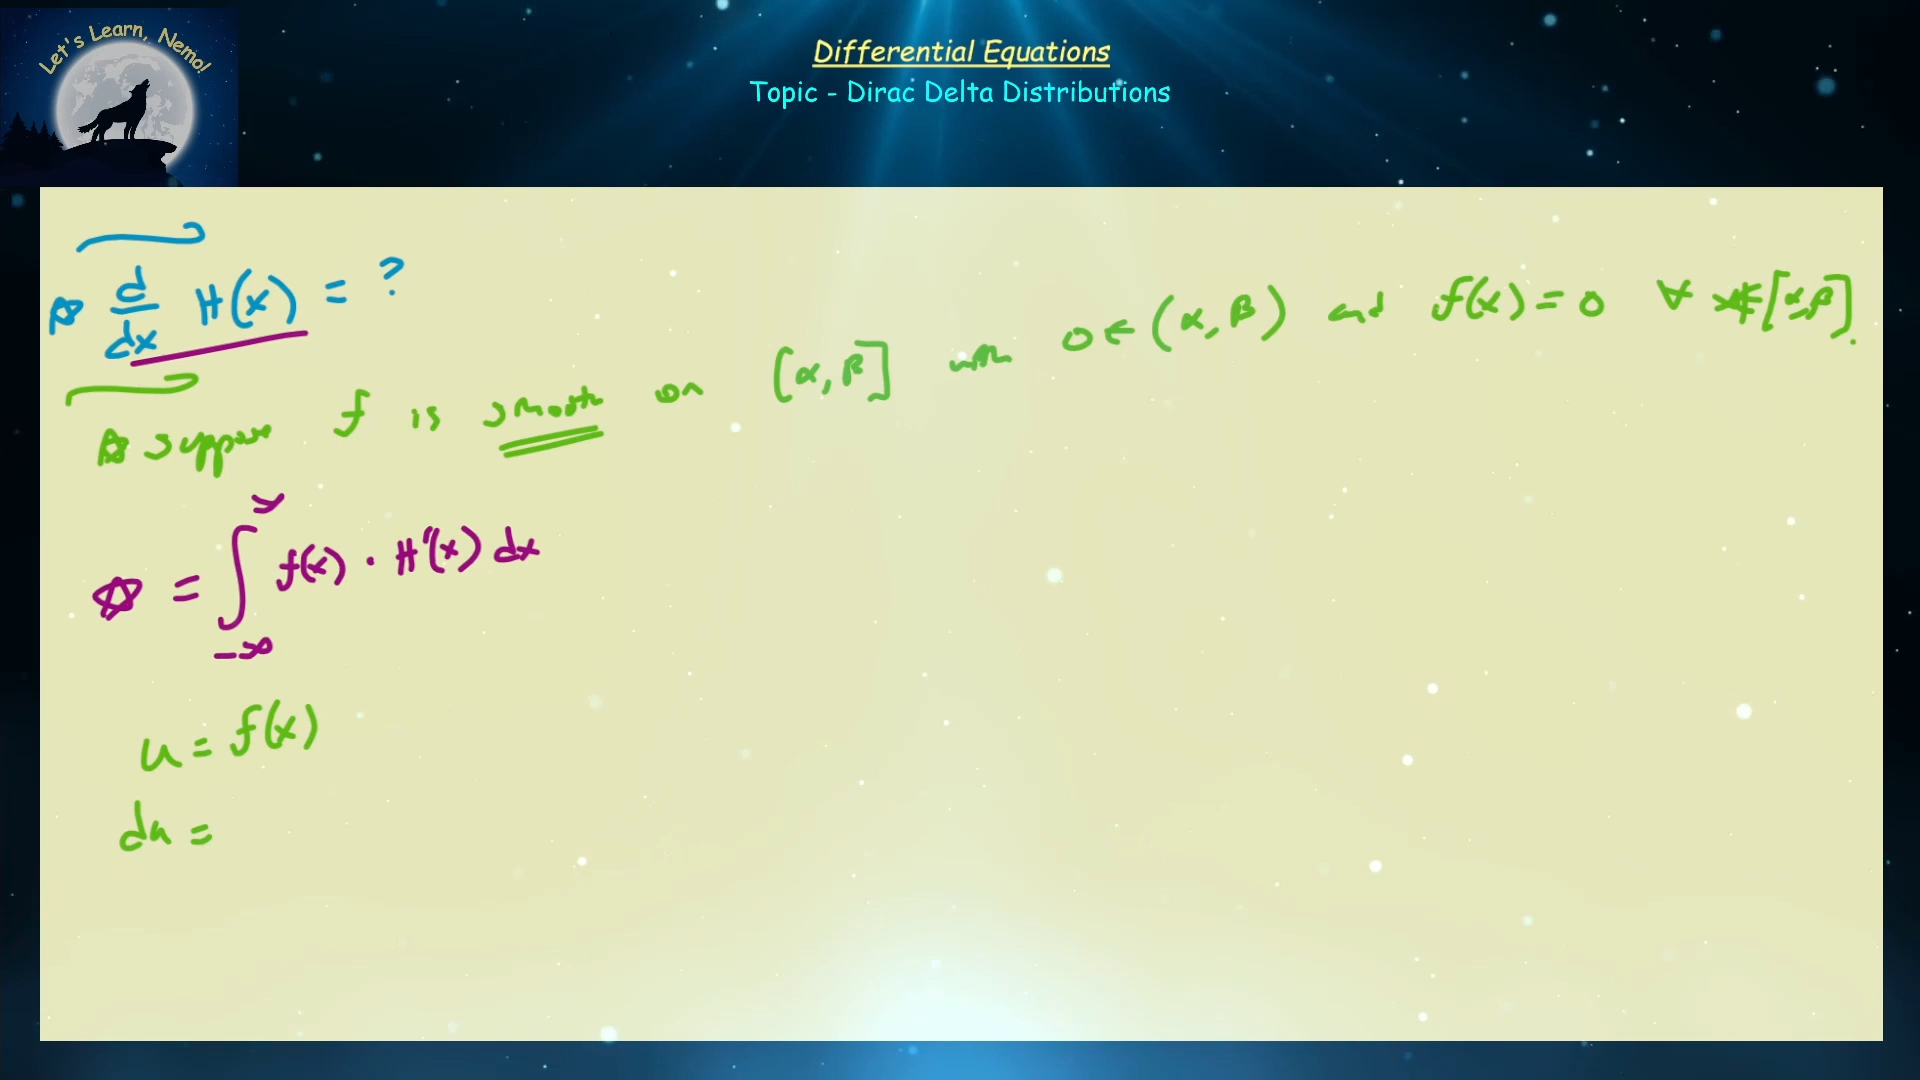 Let's Learn, Nemo!
Differential Equations
Topic - Dirac Delta Distributions
☆ d/dx H(x) = ?
☆ suppose f is smooth on [α, β] with 0 ∈ (α, β) and f(x) = 0 ∀ x ∉ [α, β].
☆ = ∫_{-∞}^{∞} f(x) · H'(x) dx
u = f(x)
du =